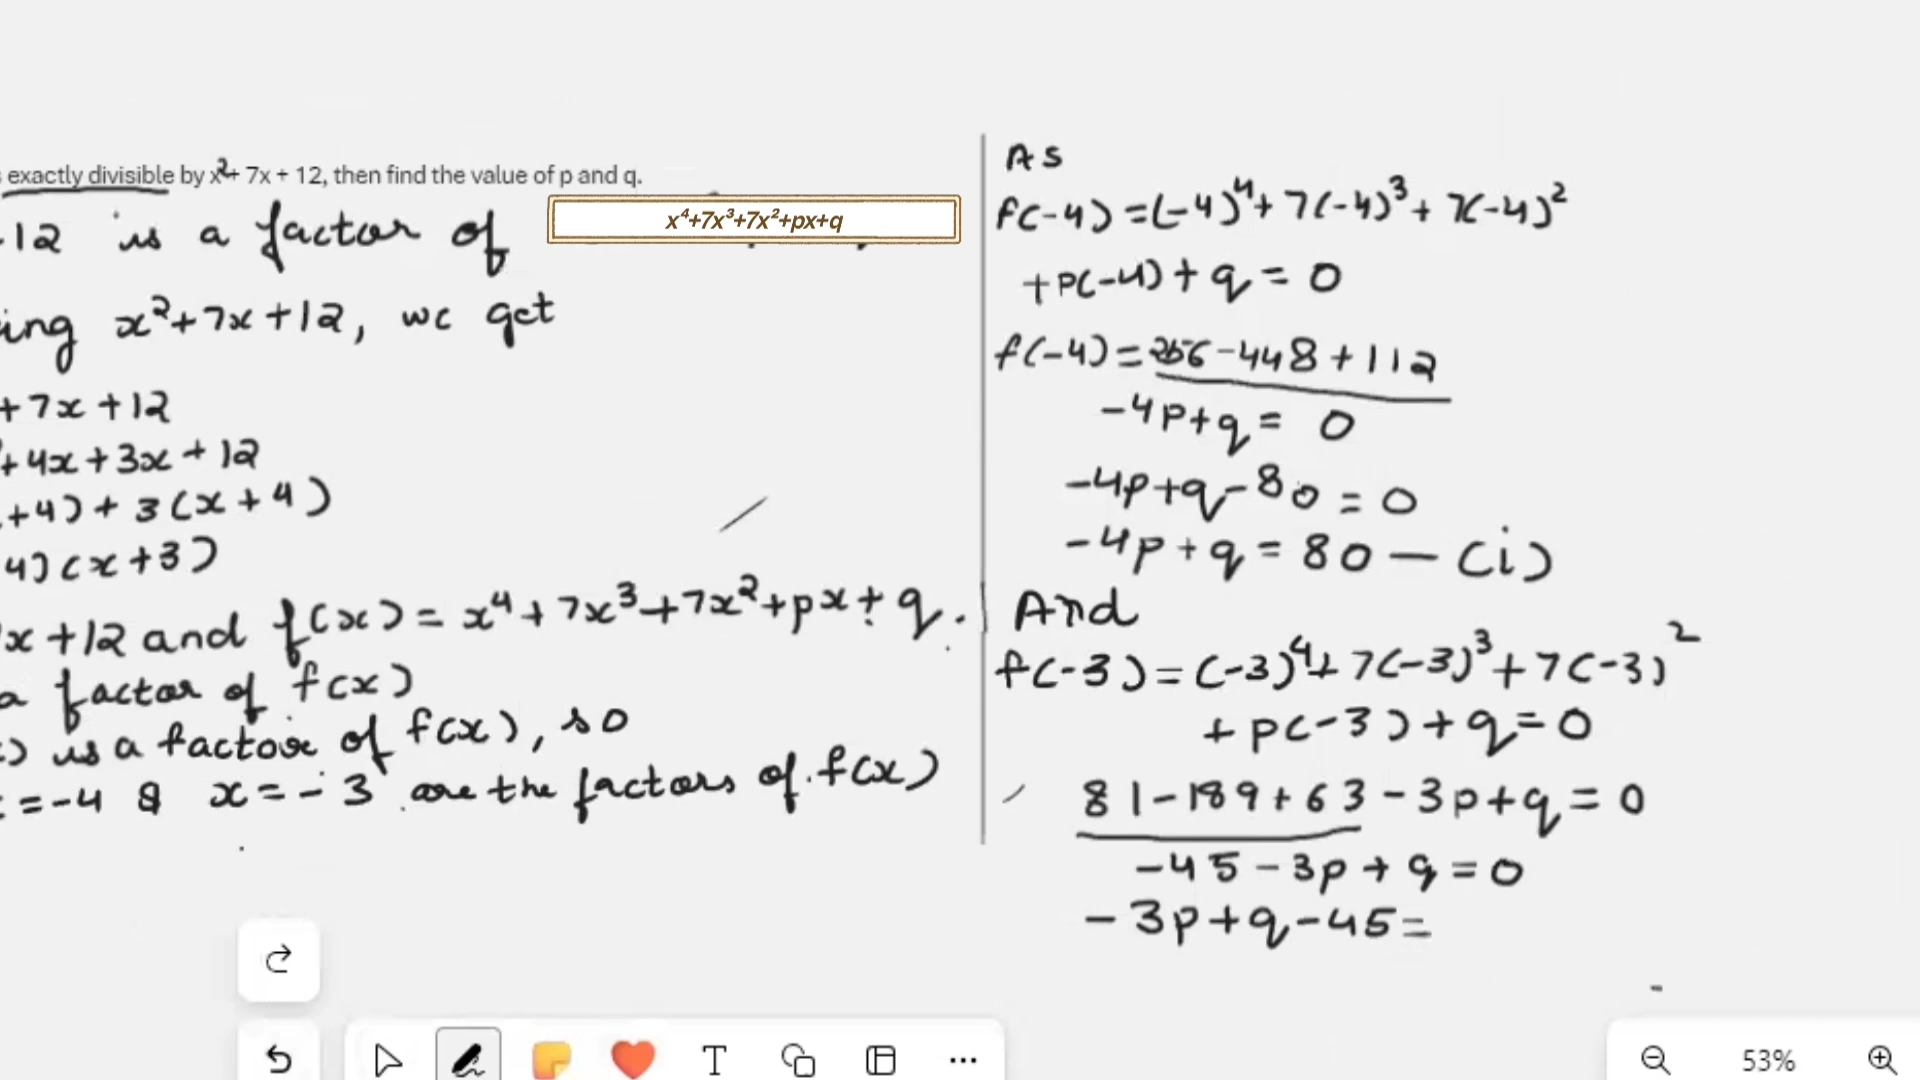 exactly divisible by x²+ 7x + 12, then find the value of p and q.
-12 is a factor of
x⁴+7x³+7x²+px+q
ing x²+7x+12, we get
+7x+12
+4x+3x+12
+4)+3(x+4)
4)(x+3)
x+12 and f(x)=x⁴+7x³+7x²+px+q.
a factor of f(x)
) is a factor of f(x), so
=-4 & x=-3 are the factors of f(x)
As
f(-4)=(-4)⁴+7(-4)³+7(-4)²
+p(-4)+q=0
f(-4)=256-448+112
-4p+q= 0
-4p+q-80=0
-4p+q=80—(i)
And
f(-3)=(-3)⁴+7(-3)³+7(-3)²
+p(-3)+q=0
81-189+63-3p+q=0
-45-3p+q=0
-3p+q-45=
T
53%